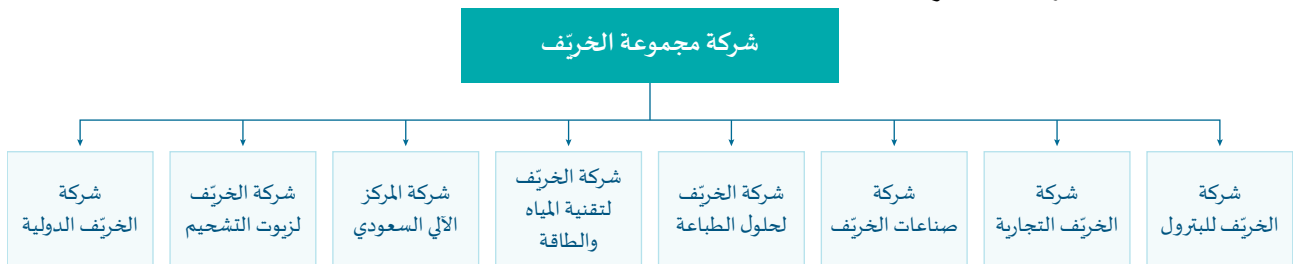 شركة مجموعة الخريّف
شركة
الخريّف للبترول
شركة
الخريّف التجارية
شركة
صناعات الخريّف
شركة الخريّف
لحلول الطباعة
شركة الخريّف
لتقنية المياه
والطاقة
شركة المركز
الآلي السعودي
شركة الخريّف
لزيوت التشحيم
شركة
الخريّف الدولية